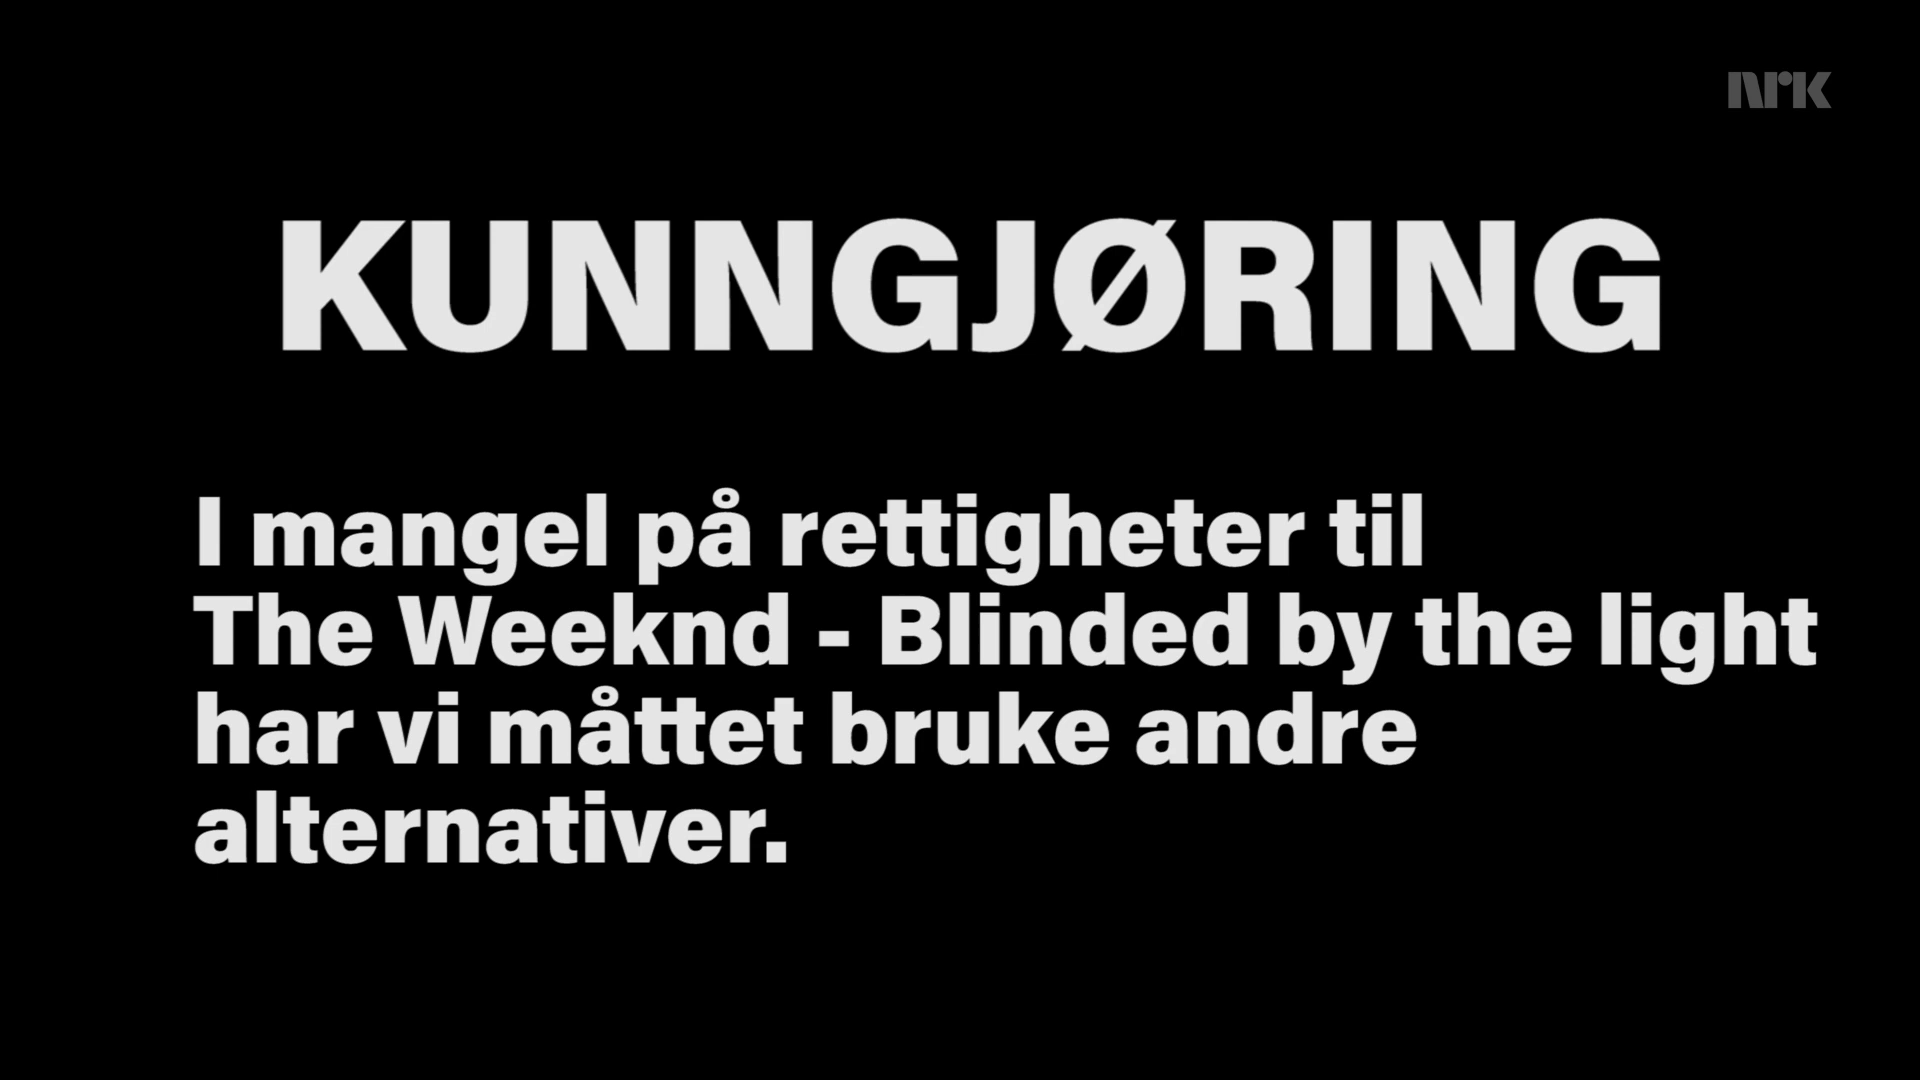 NRK
KUNNGJØRING
I mangel på rettigheter til
The Weeknd - Blinded by the light
har vi måttet bruke andre
alternativer.